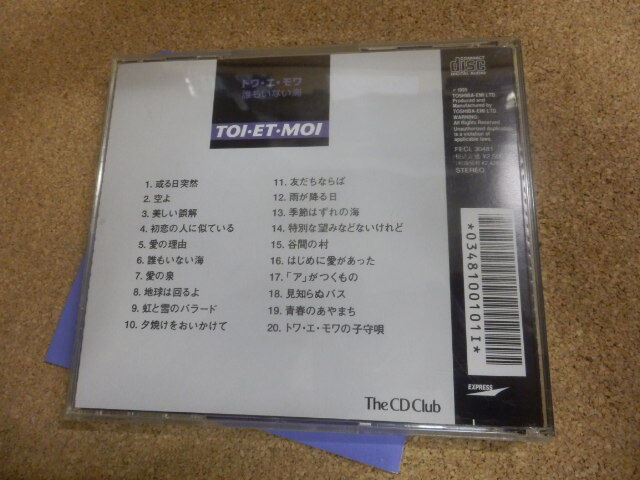 トワ・エ・モワ
誰もいない海
TOI・ET・MOI
1. 或る日突然
2. 空よ
3. 美しい誤解
4. 初恋の人に似ている
5. 愛の理由
6. 誰もいない海
7. 愛の泉
8. 地球は回るよ
9. 虹と雪のバラード
10. 夕焼けをおいかけて
11. 友だちならば
12. 雨が降る日
13. 季節はずれの海
14. 特別な望みなどないけれど
15. 谷間の村
16. はじめに愛があった
17. 「ア」がつくもの
18. 見知らぬバス
19. 青春のあやまち
20. トワ・エ・モワの子守唄
The CD Club
COMPACT
disc
DIGITAL AUDIO
TOSHIBA-EMI LTD.
Produced and
Manufactured by
TOSHIBA-EMI LTD.
WARNING:
All Rights Reserved.
Unauthorized duplication
is a violation of
applicable laws.
FECL 30481
STEREO
*0348100101I*
EXPRESS